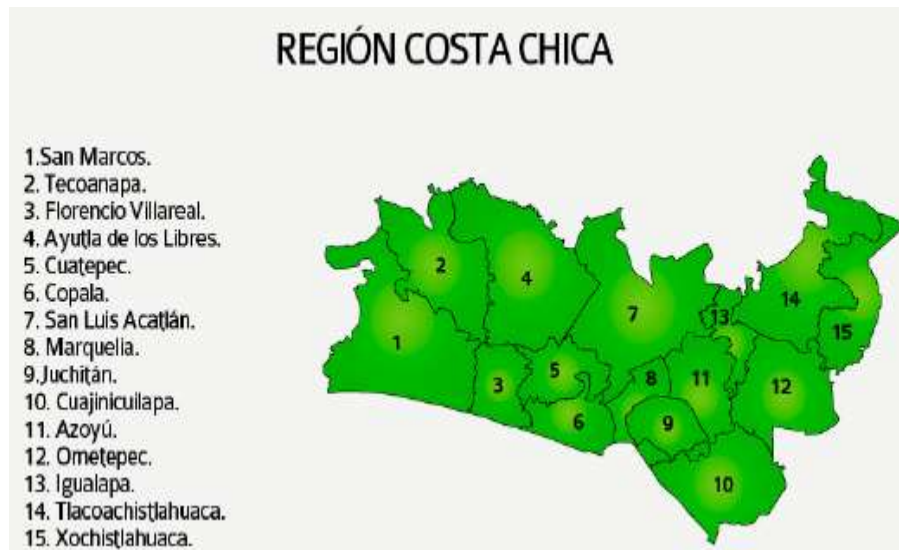 REGIÓN COSTA CHICA
1.San Marcos.
2. Tecoanapa.
3. Florencio Villareal.
4. Ayutla de los Libres.
5. Cuatepec.
6. Copala.
7. San Luis Acatlán.
8. Marquelia.
9.Juchitán.
10. Cuajinicuilapa.
11. Azoyú.
12. Ometepec.
13. Igualapa.
14. Tlacoachistlahuaca.
15. Xochistlahuaca.
2
4
1
7
13
14
15
3
5
8
11
12
6
9
10